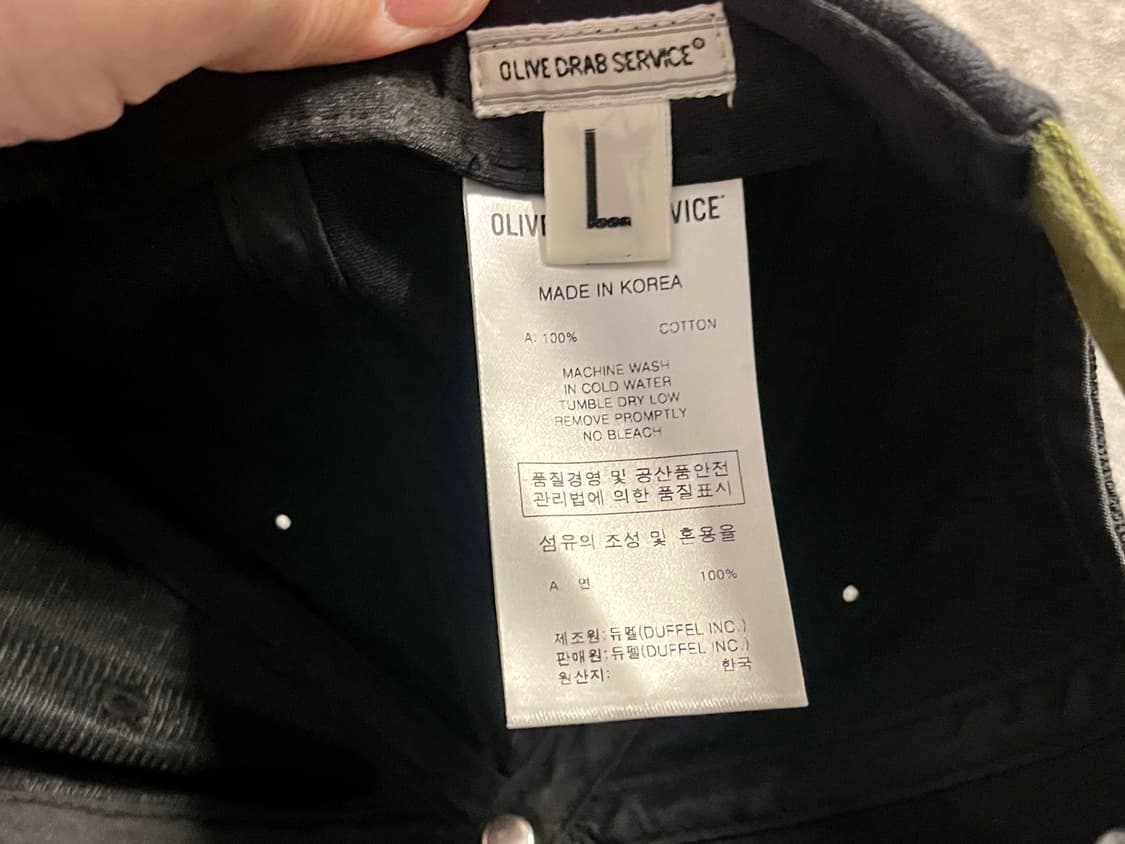 OLIVE DRAB SERVICE°
L
OLIV VICE
MADE IN KOREA
A: 100% COTTON
MACHINE WASH
IN COLD WATER
TUMBLE DRY LOW
REMOVE PROMPTLY
NO BLEACH
품질경영 및 공산품안전
관리법에 의한 품질표시
섬유의 조성 및 혼용율
A 면 100%
제조원: 듀펠(DUFFEL INC.)
판매원: 듀펠(DUFFEL INC.)
원산지: 한국